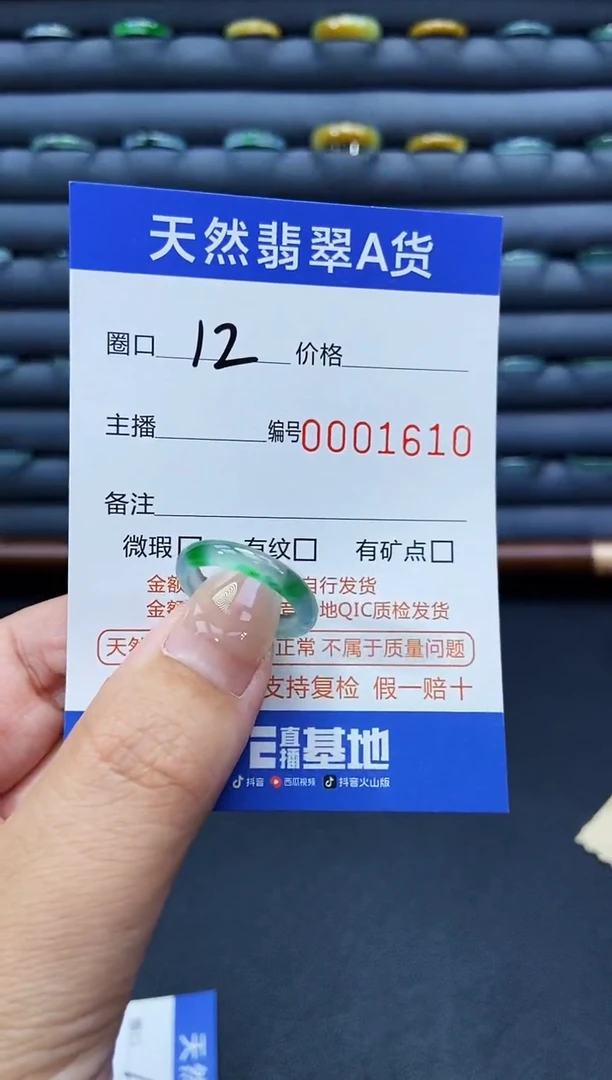 天然翡翠A货
圈口 12 价格
主播 编号0001610
备注
微瑕 有纹 有矿点
金额 自行发货
金额 地QIC质检发货
天然 正常 不属于质量问题
支持复检 假一赔十
E直播基地
抖音 西瓜视频 抖音火山版
天